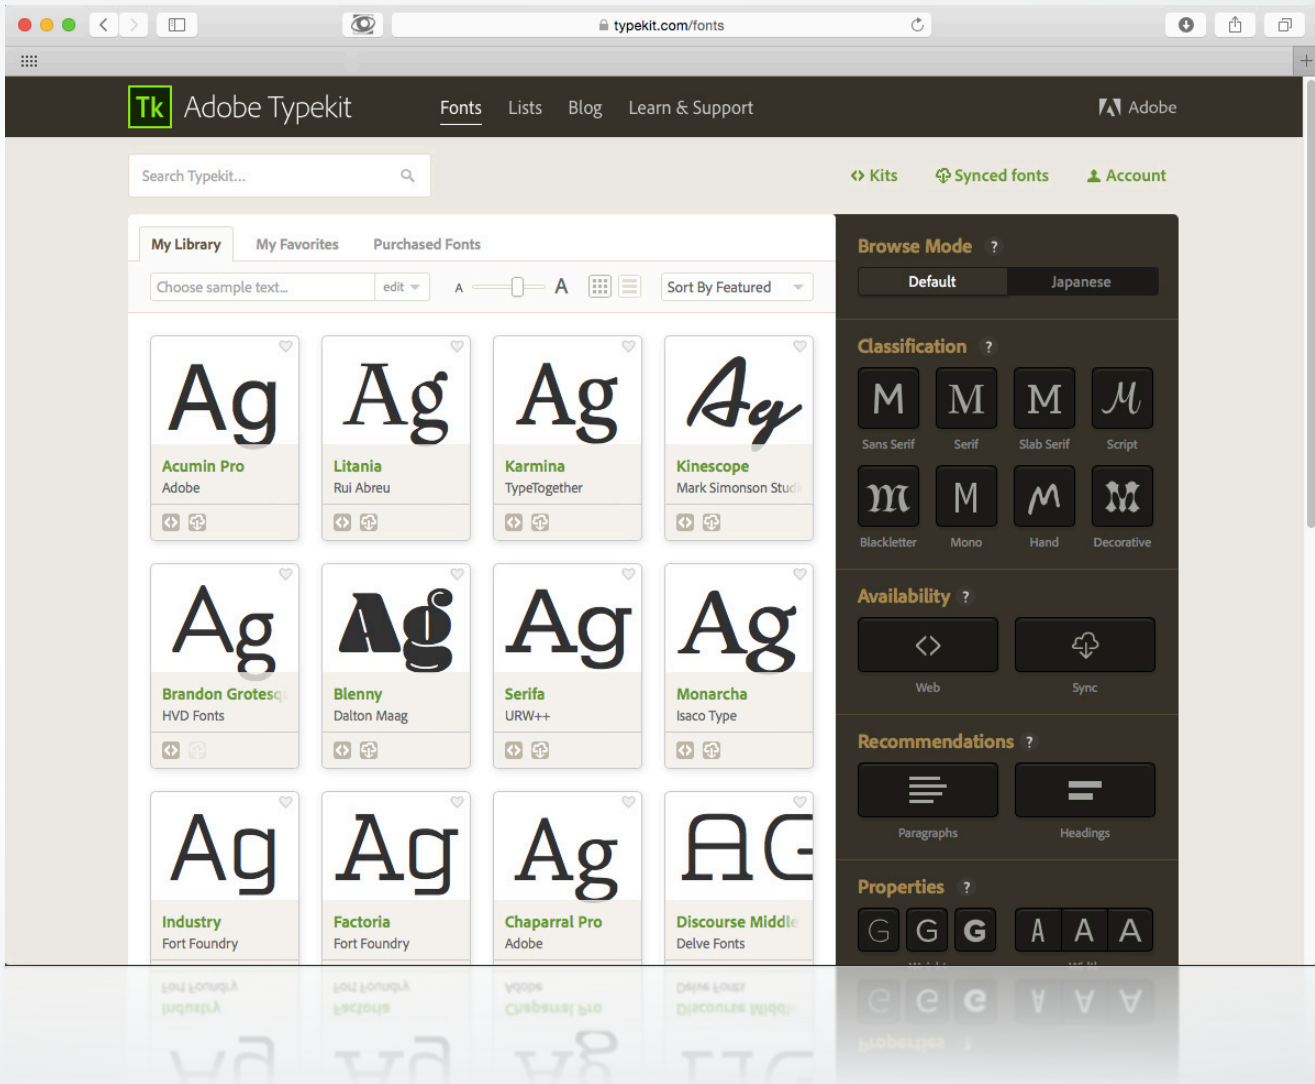 typekit.com/fonts
Tk Adobe Typekit
Fonts Lists Blog Learn & Support
Adobe
Search Typekit...
Kits Synced fonts Account
My Library My Favorites Purchased Fonts
Choose sample text... edit A A Sort By Featured
Ag Ag Ag Ag
Acumin Pro Litania Karmina Kinescope
Adobe Rui Abreu TypeTogether Mark Simonson Studi
Ag Ag Ag Ag
Brandon Grotesq Blenny Serifa Monarcha
HVD Fonts Dalton Maag URW++ Isaco Type
Ag Ag Ag AG
Industry Factoria Chaparral Pro Discourse Middle
Fort Foundry Fort Foundry Adobe Delve Fonts
Browse Mode ?
Default Japanese
Classification ?
M M M M
Sans Serif Serif Slab Serif Script
m M M M
Blackletter Mono Hand Decorative
Availability ?
Web Sync
Recommendations ?
Paragraphs Headings
Properties ?
G G G A A A